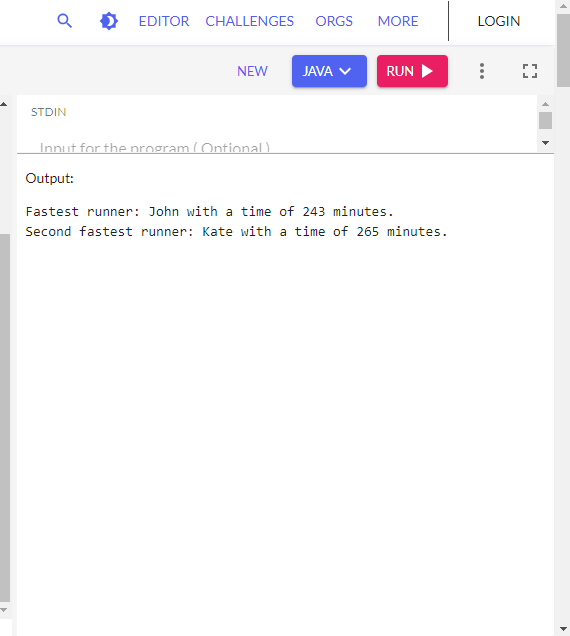 EDITOR CHALLENGES ORGS MORE LOGIN
NEW JAVA RUN
STDIN
Input for the program ( Optional )
Output:
Fastest runner: John with a time of 243 minutes.
Second fastest runner: Kate with a time of 265 minutes.